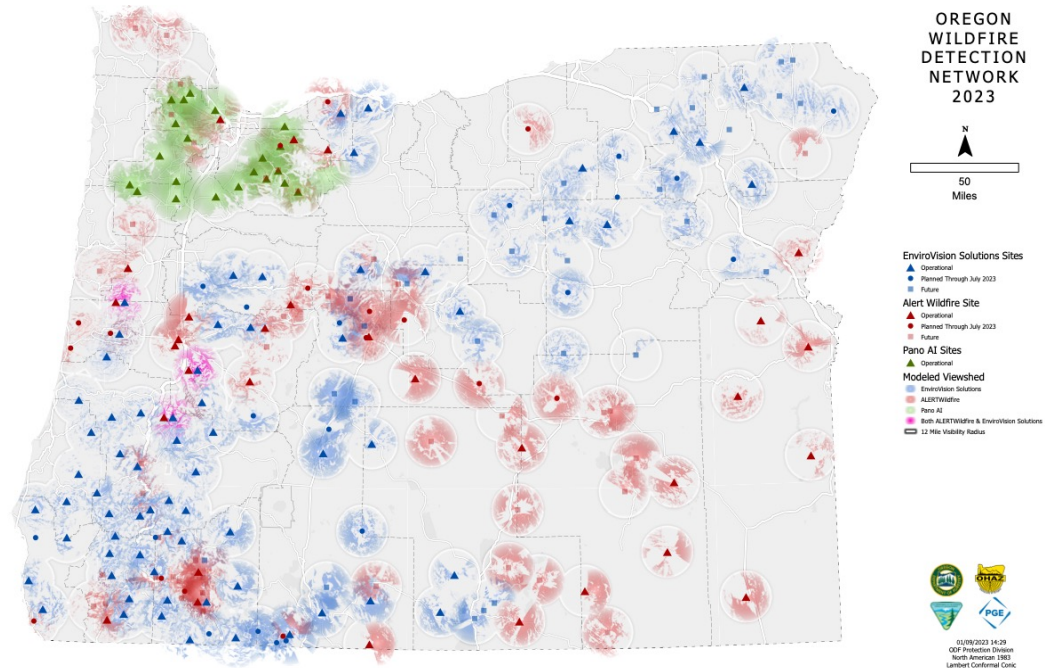 OREGON
WILDFIRE
DETECTION
NETWORK
2023
N
50
Miles
EnviroVision Solutions Sites
Operational
Planned Through July 2023
Future
Alert Wildfire Site
Operational
Planned Through July 2023
Future
Pano AI Sites
Operational
Modeled Viewshed
EnviroVision Solutions
ALERTWildfire
Pano AI
Both ALERTWildfire & EnviroVision Solutions
12 Mile Visibility Radius
OHAZ
PGE
01/09/2023 14:29
ODF Protection Division
North American 1983
Lambert Conformal Conic